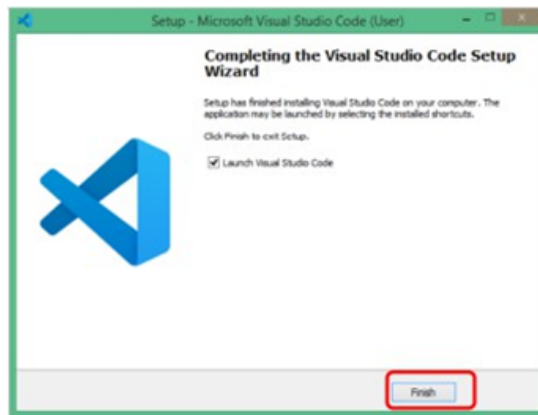 Setup - Microsoft Visual Studio Code (User)
Completing the Visual Studio Code Setup
Wizard
Setup has finished installing Visual Studio Code on your computer. The
application may be launched by selecting the installed shortcuts.
Click Finish to exit Setup.
Launch Visual Studio Code
Finish